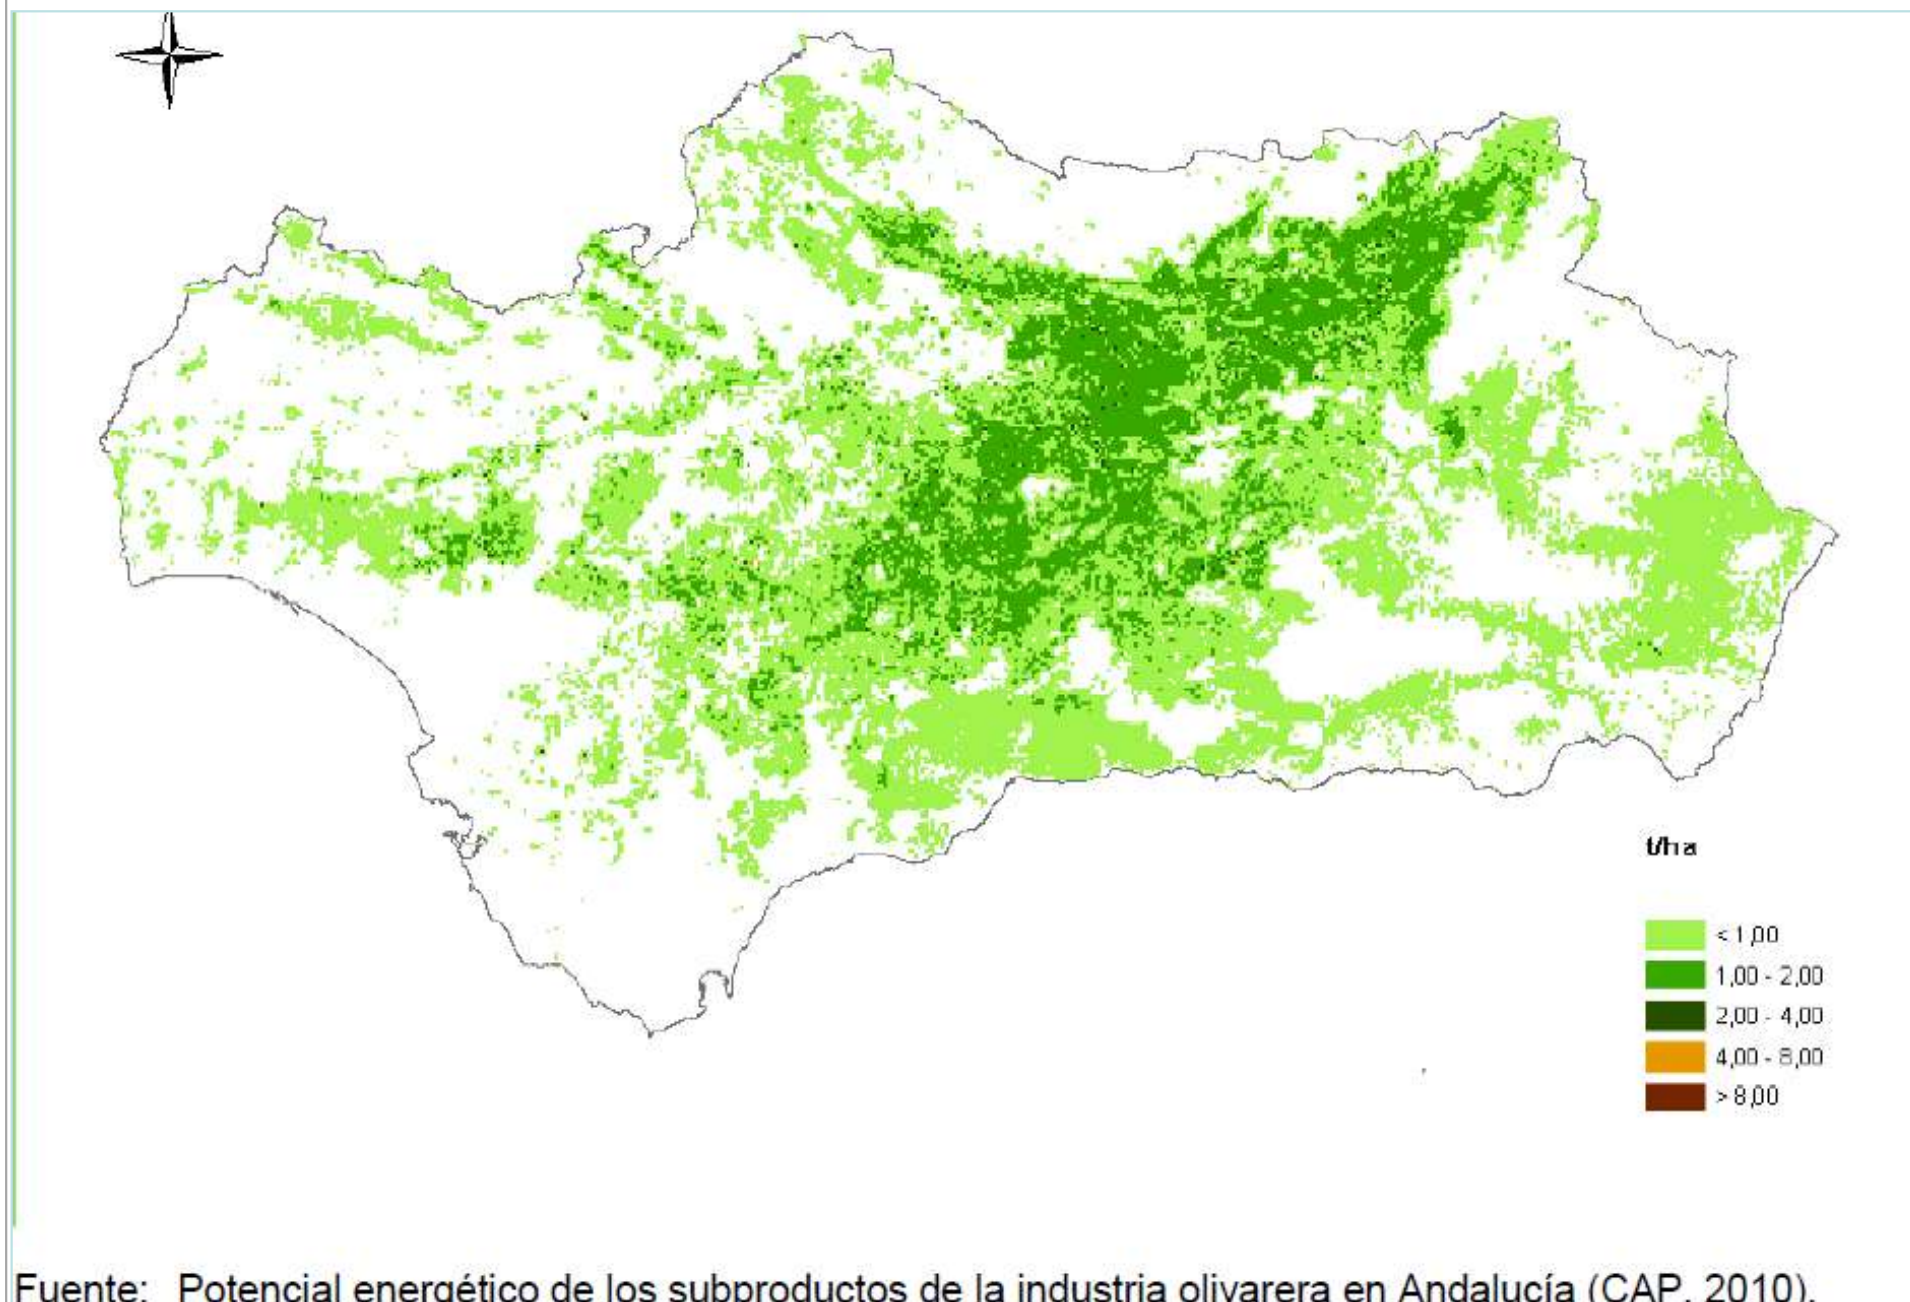 t/ha
< 1,00
1,00 - 2,00
2,00 - 4,00
4,00 - 8,00
> 8,00
Fuente: Potencial energético de los subproductos de la industria olivarera en Andalucía (CAP, 2010).